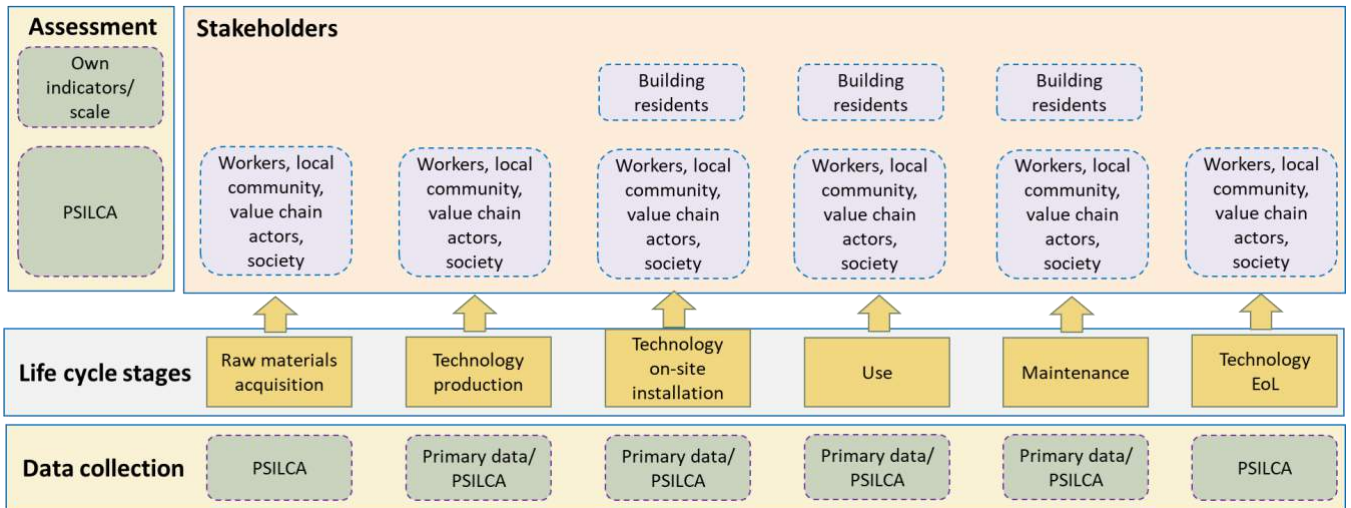 Assessment
Own
indicators/
scale
PSILCA
Stakeholders
Building
residents
Building
residents
Building
residents
Workers, local
community,
value chain
actors,
society
Workers, local
community,
value chain
actors,
society
Workers, local
community,
value chain
actors,
society
Workers, local
community,
value chain
actors,
society
Workers, local
community,
value chain
actors,
society
Workers, local
community,
value chain
actors,
society
Life cycle stages
Raw materials
acquisition
Technology
production
Technology
on-site
installation
Use
Maintenance
Technology
EoL
Data collection
PSILCA
Primary data/
PSILCA
Primary data/
PSILCA
Primary data/
PSILCA
Primary data/
PSILCA
PSILCA